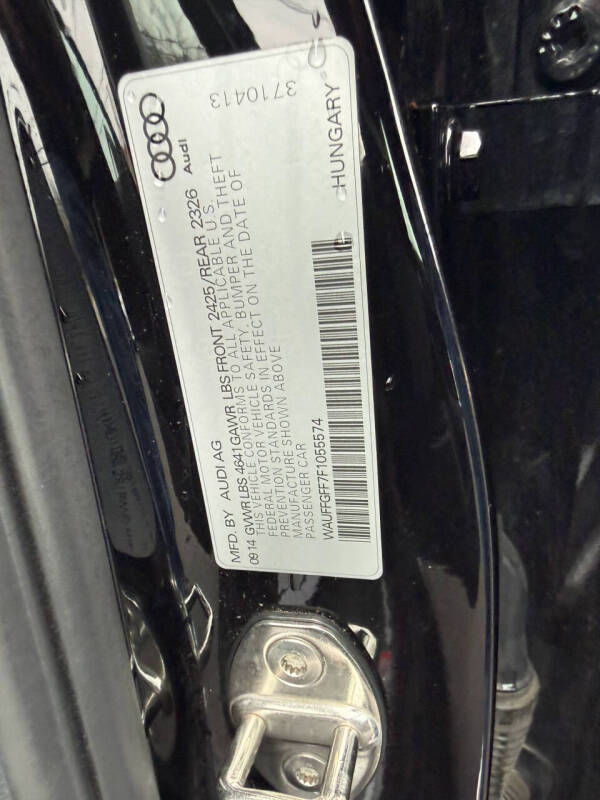 Audi
3710413
MFD. BY AUDI AG
09 14 GVWR LBS 4641 GAWR LBS FRONT 2425/REAR 2326
THIS VEHICLE CONFORMS TO ALL APPLICABLE U.S.
FEDERAL MOTOR VEHICLE SAFETY, BUMPER AND THEFT
PREVENTION STANDARDS IN EFFECT ON THE DATE OF
MANUFACTURE SHOWN ABOVE
PASSENGER CAR
HUNGARY
WAUFFGFF7F1055574